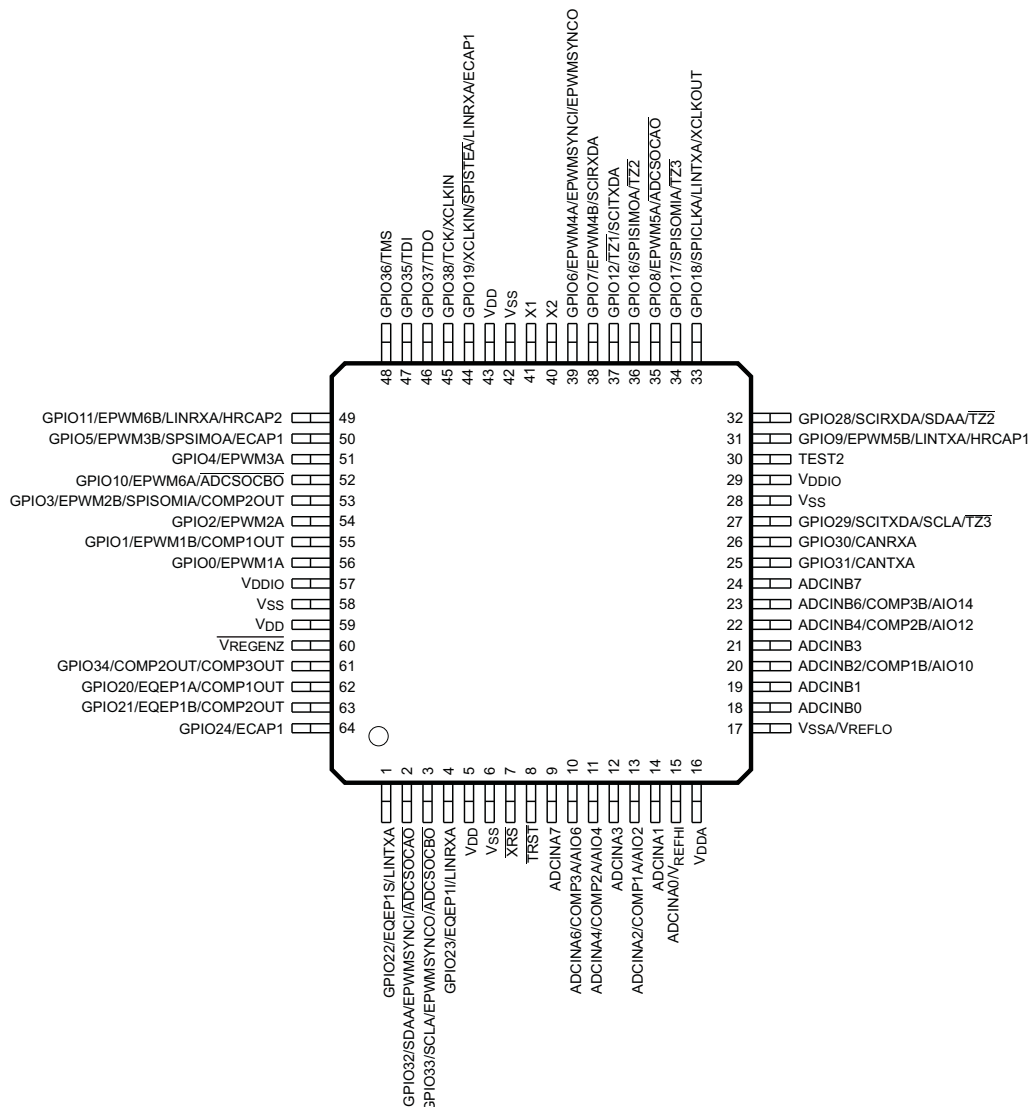 GPIO36/TMS
GPIO35/TDI
GPIO37/TDO
GPIO38/TCK/XCLKIN
GPIO19/XCLKIN/SPISTEA/LINRXA/ECAP1
VDD
VSS
X1
X2
GPIO6/EPWM4A/EPWMSYNCI/EPWMSYNCO
GPIO7/EPWM4B/SCIRXDA
GPIO12/TZ1/SCITXDA
GPIO16/SPISIMOA/TZ2
GPIO8/EPWM5A/ADCSOCAO
GPIO17/SPISOMIA/TZ3
GPIO18/SPICLKA/LINTXA/XCLKOUT
48 47 46 45 44 43 42 41 40 39 38 37 36 35 34 33
GPIO11/EPWM6B/LINRXA/HRCAP2 49
GPIO5/EPWM3B/SPSIMOA/ECAP1 50
GPIO4/EPWM3A 51
GPIO10/EPWM6A/ADCSOCBO 52
GPIO3/EPWM2B/SPISOMIA/COMP2OUT 53
GPIO2/EPWM2A 54
GPIO1/EPWM1B/COMP1OUT 55
GPIO0/EPWM1A 56
VDDIO 57
VSS 58
VDD 59
VREGENZ 60
GPIO34/COMP2OUT/COMP3OUT 61
GPIO20/EQEP1A/COMP1OUT 62
GPIO21/EQEP1B/COMP2OUT 63
GPIO24/ECAP1 64
32 GPIO28/SCIRXDA/SDAA/TZ2
31 GPIO9/EPWM5B/LINTXA/HRCAP1
30 TEST2
29 VDDIO
28 VSS
27 GPIO29/SCITXDA/SCLA/TZ3
26 GPIO30/CANRXA
25 GPIO31/CANTXA
24 ADCINB7
23 ADCINB6/COMP3B/AIO14
22 ADCINB4/COMP2B/AIO12
21 ADCINB3
20 ADCINB2/COMP1B/AIO10
19 ADCINB1
18 ADCINB0
17 VSSA/VREFLO
1 2 3 4 5 6 7 8 9 10 11 12 13 14 15 16
GPIO22/EQEP1S/LINTXA
GPIO32/SDAA/EPWMSYNCI/ADCSOCAO
GPIO33/SCLA/EPWMSYNCO/ADCSOCBO
GPIO23/EQEP1I/LINRXA
VDD
VSS
XRS
TRST
ADCINA7
ADCINA6/COMP3A/AIO6
ADCINA4/COMP2A/AIO4
ADCINA3
ADCINA2/COMP1A/AIO2
ADCINA1
ADCINA0/VREFHI
VDDA